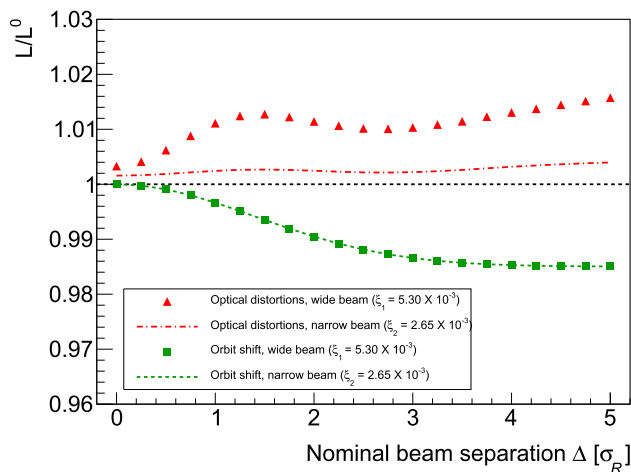 L/L⁰
1.03
1.02
1.01
1
0.99
0.98
0.97
0.96
Optical distortions, wide beam (ξ₁ = 5.30 X 10⁻³)
Optical distortions, narrow beam (ξ₂ = 2.65 X 10⁻³)
Orbit shift, wide beam (ξ₁ = 5.30 X 10⁻³)
Orbit shift, narrow beam (ξ₂ = 2.65 X 10⁻³)
0 1 2 3 4 5
Nominal beam separation Δ [σ_R]